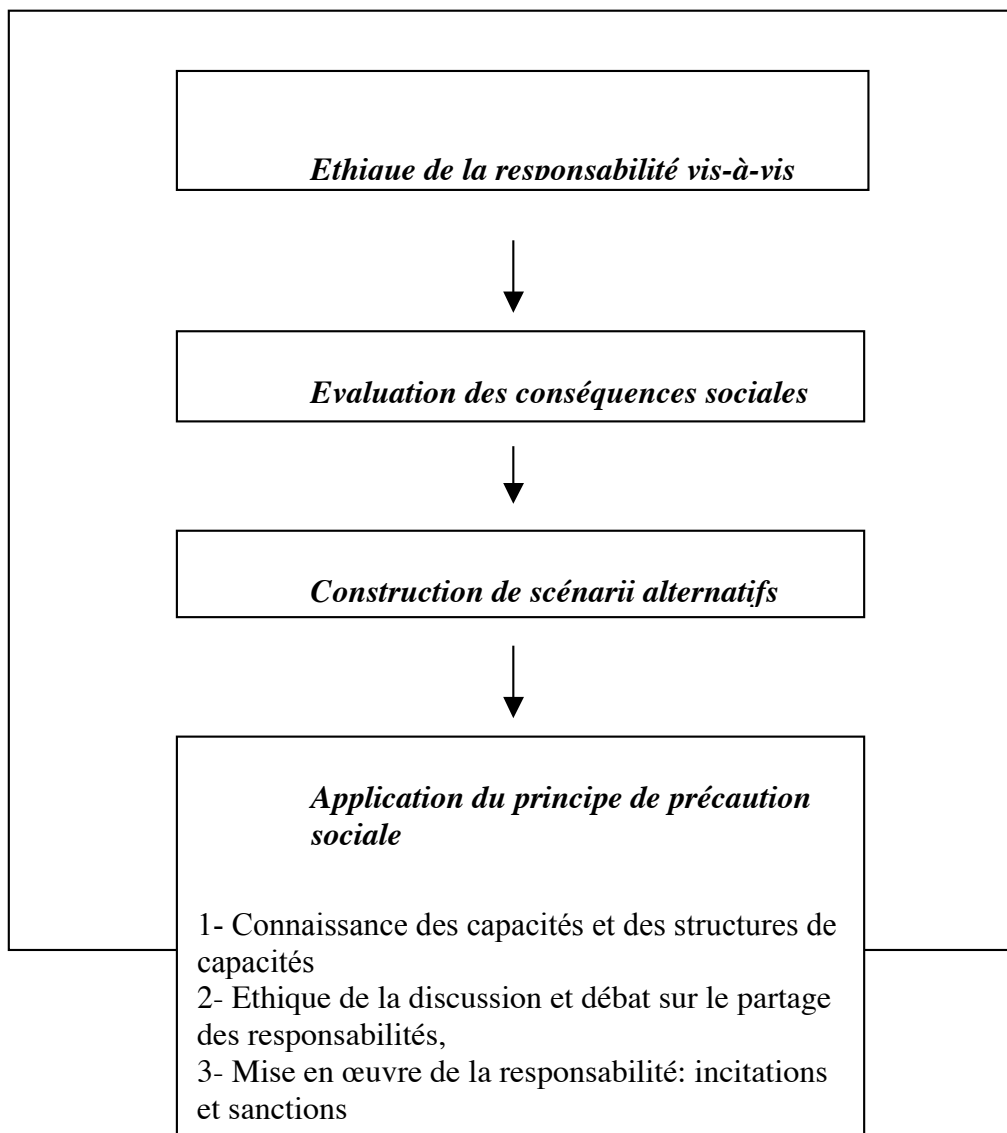 Ethique de la responsabilité vis-à-vis
Evaluation des conséquences sociales
Construction de scénarii alternatifs
Application du principe de précaution
sociale
1- Connaissance des capacités et des structures de
capacités
2- Ethique de la discussion et débat sur le partage
des responsabilités,
3- Mise en œuvre de la responsabilité: incitations
et sanctions